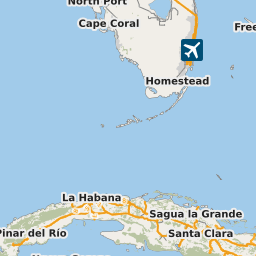 North Port
Cape Coral
Free
Homestead
La Habana
Sagua la Grande
Pinar del Río
Santa Clara